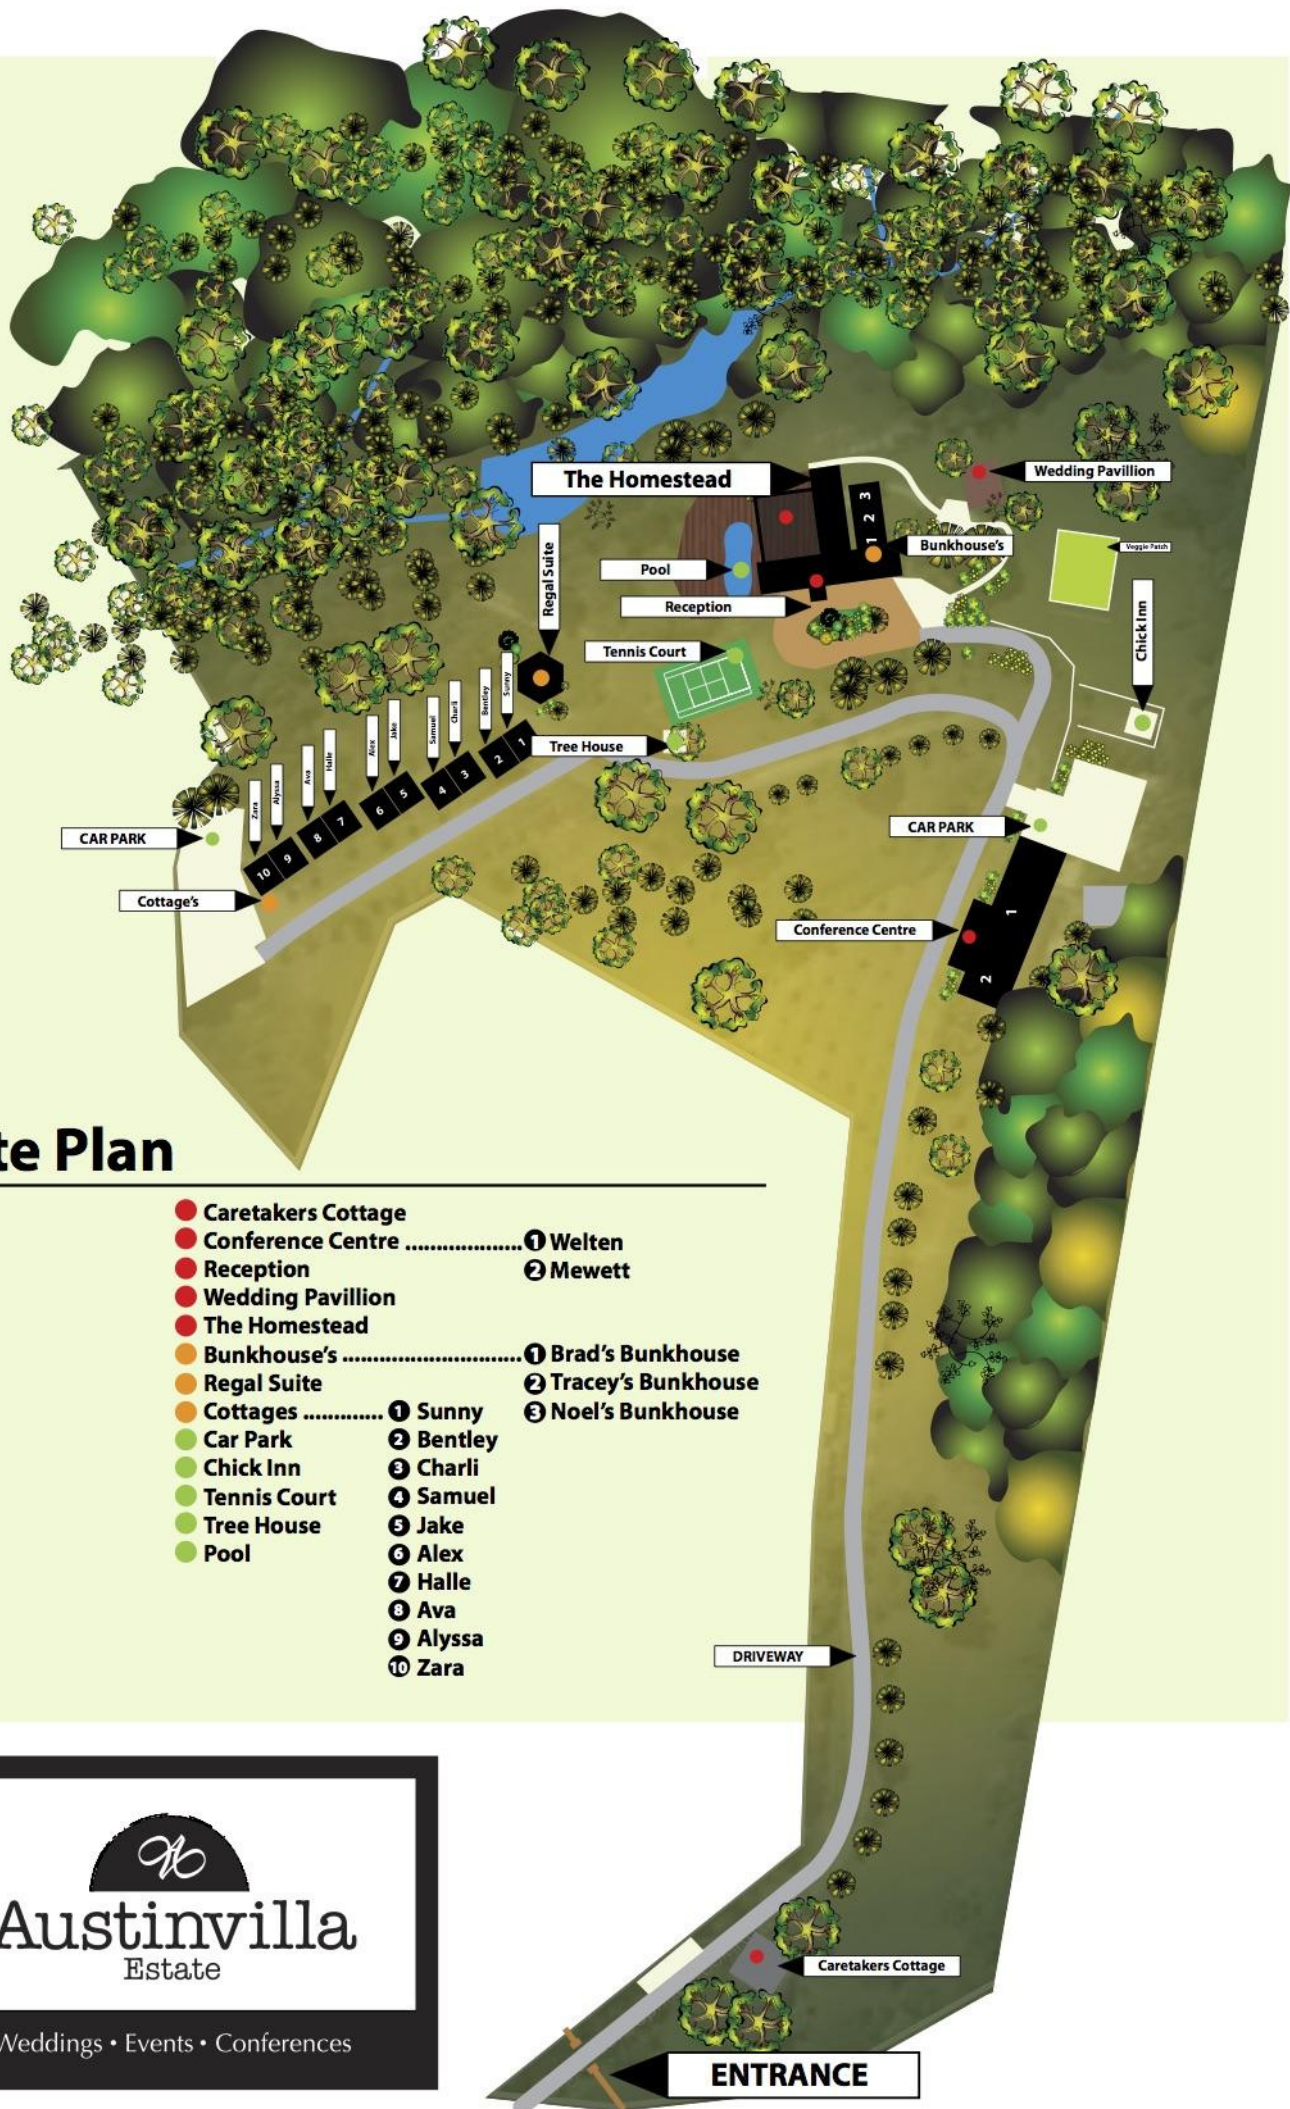 The Homestead
Wedding Pavillion
3
2
1
Bunkhouse's
Veggie Patch
Regal Suite
Pool
Reception
Chick Inn
Tennis Court
Sunny
Bentley
Charli
Samuel
Jake
Alex
Halle
Ava
Alyssa
Zara
Tree House
1
2
3
4
5
6
7
8
9
10
CAR PARK
CAR PARK
Cottage's
Conference Centre
1
2
te Plan
Caretakers Cottage
Conference Centre .................... 1 Welten
Reception 2 Mewett
Wedding Pavillion
The Homestead
Bunkhouse's .............................. 1 Brad's Bunkhouse
Regal Suite 2 Tracey's Bunkhouse
Cottages ............. 1 Sunny 3 Noel's Bunkhouse
Car Park 2 Bentley
Chick Inn 3 Charli
Tennis Court 4 Samuel
Tree House 5 Jake
Pool 6 Alex
7 Halle
8 Ava
9 Alyssa
10 Zara
DRIVEWAY
Austinvilla
Estate
Weddings • Events • Conferences
Caretakers Cottage
ENTRANCE